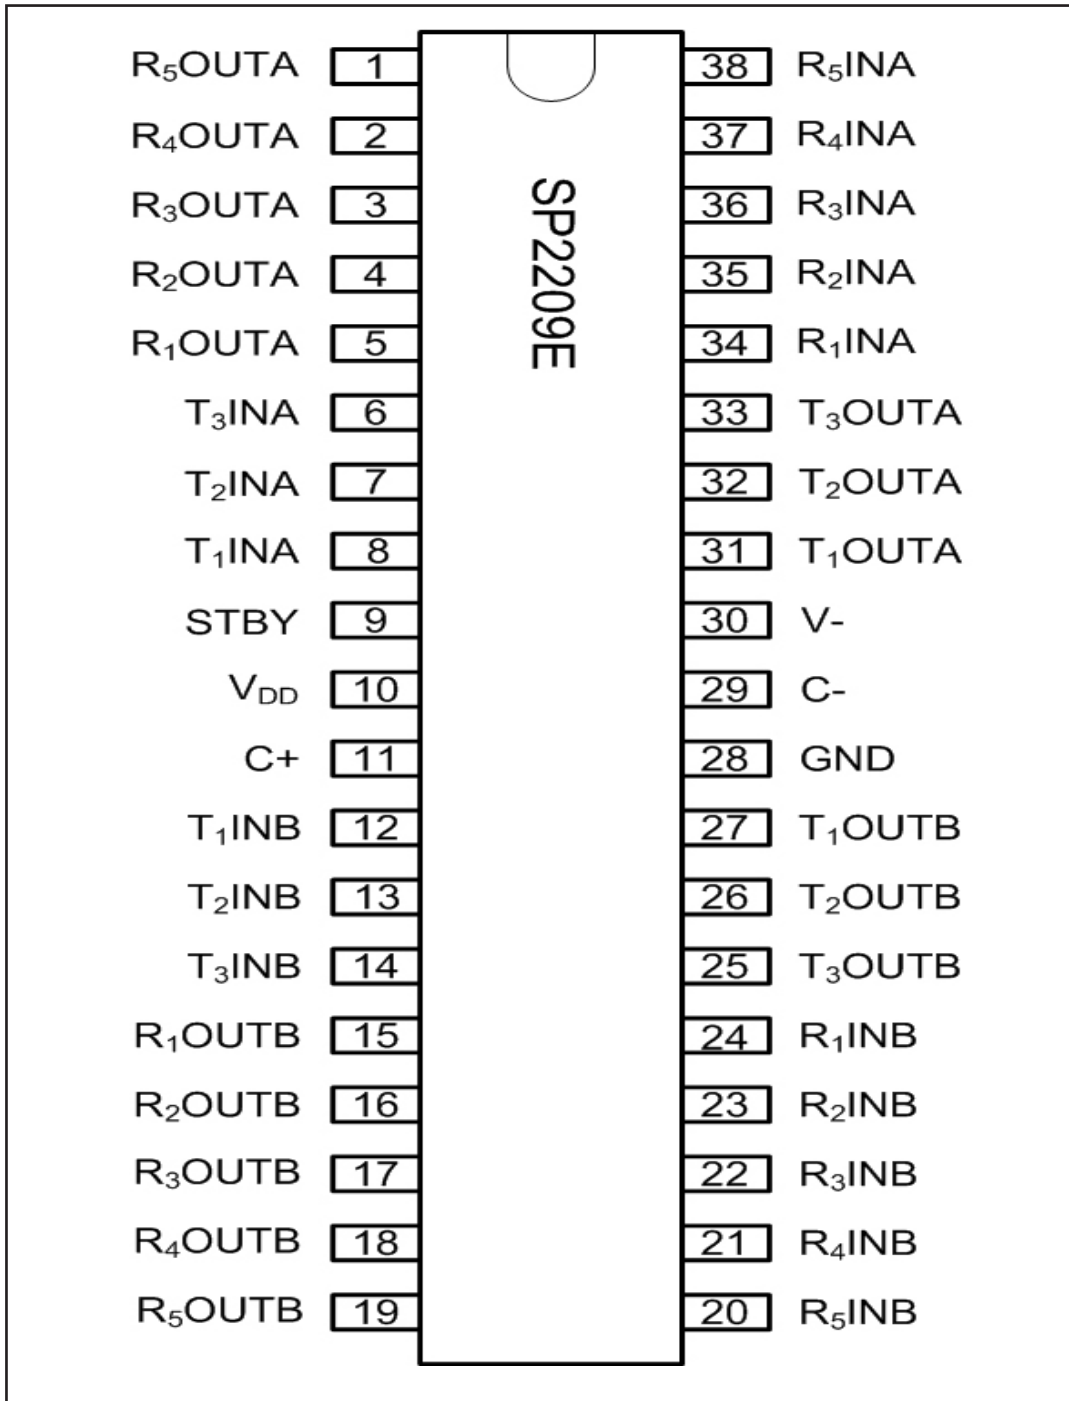 R₅OUTA 1 38 R₅INA
R₄OUTA 2 37 R₄INA
R₃OUTA 3 36 R₃INA
R₂OUTA 4 35 R₂INA
R₁OUTA 5 34 R₁INA
T₃INA 6 33 T₃OUTA
T₂INA 7 32 T₂OUTA
T₁INA 8 31 T₁OUTA
STBY 9 30 V-
V_DD 10 29 C-
C+ 11 28 GND
T₁INB 12 27 T₁OUTB
T₂INB 13 26 T₂OUTB
T₃INB 14 25 T₃OUTB
R₁OUTB 15 24 R₁INB
R₂OUTB 16 23 R₂INB
R₃OUTB 17 22 R₃INB
R₄OUTB 18 21 R₄INB
R₅OUTB 19 20 R₅INB
SP2209E